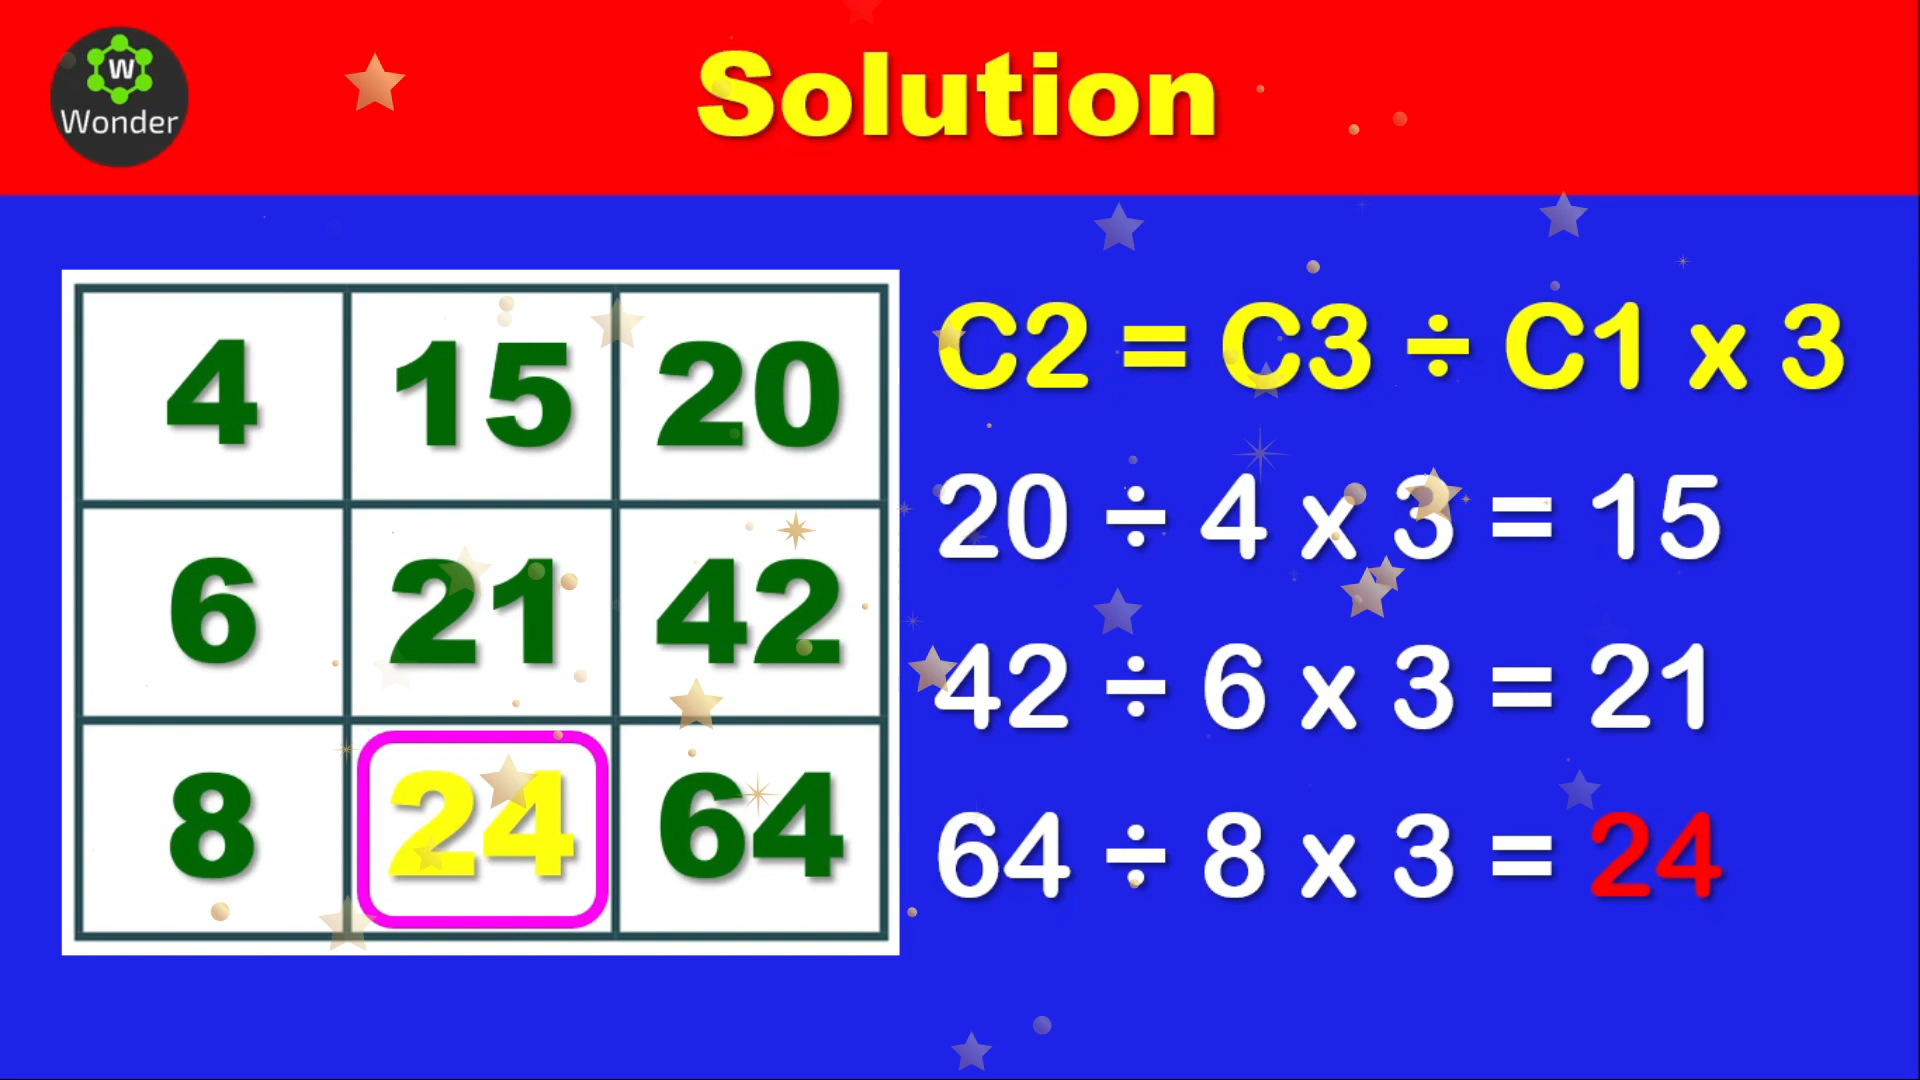 W
Wonder
Solution
4 15 20
6 21 42
8 24 64
C2 = C3 ÷ C1 x 3
20 ÷ 4 x 3 = 15
42 ÷ 6 x 3 = 21
64 ÷ 8 x 3 = 24